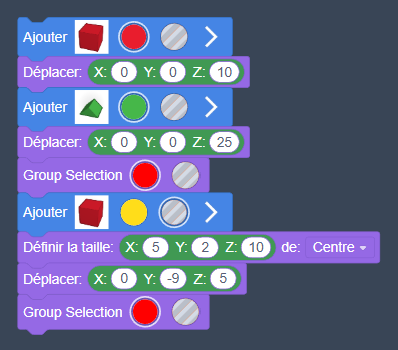 Ajouter
Déplacer: X: 0 Y: 0 Z: 10
Ajouter
Déplacer: X: 0 Y: 0 Z: 25
Group Selection
Ajouter
Définir la taille: X: 5 Y: 2 Z: 10 de: Centre
Déplacer: X: 0 Y: -9 Z: 5
Group Selection